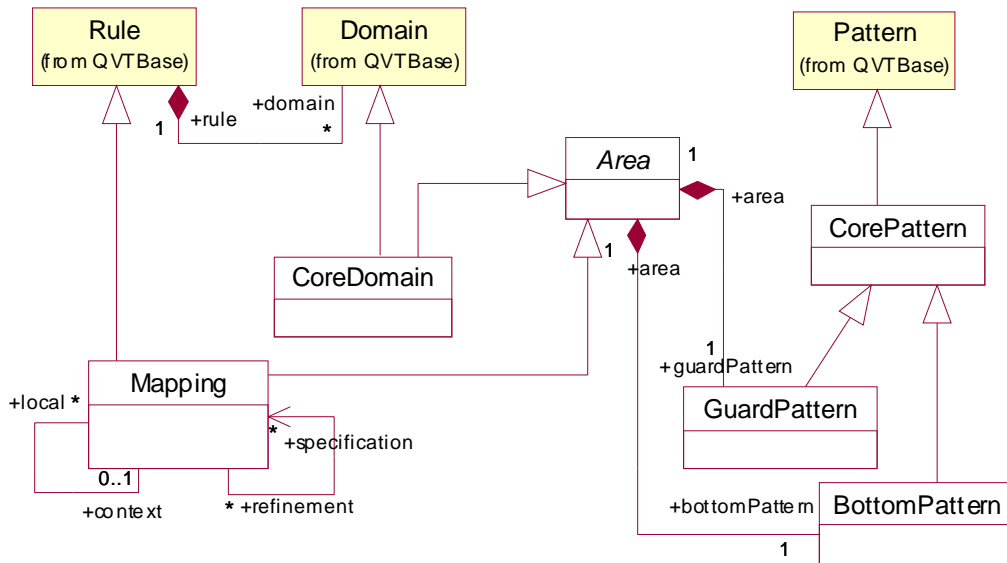 Rule
(from QVTBase)
Domain
(from QVTBase)
Pattern
(from QVTBase)
+domain
1
+rule
*
Area
1
+area
CorePattern
1
+area
CoreDomain
1
+guardPattern
Mapping
GuardPattern
+local *
*
+specification
0..1
+context
* +refinement
+bottomPattern
BottomPattern
1